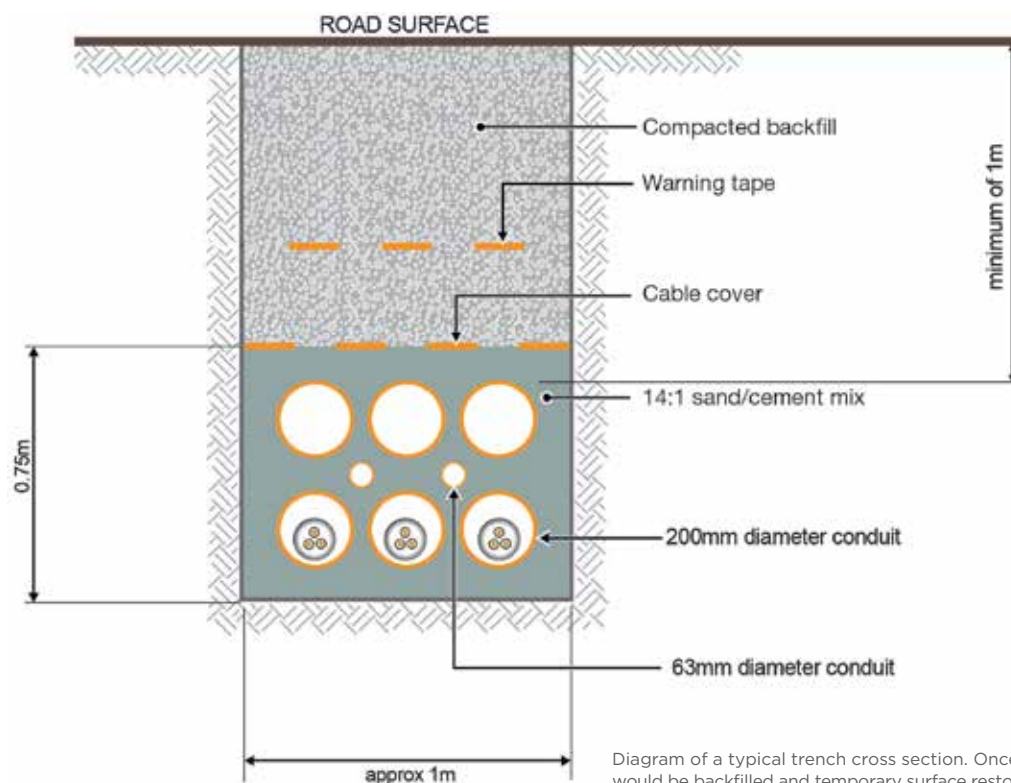 ROAD SURFACE
Compacted backfill
Warning tape
minimum of 1m
Cable cover
14:1 sand/cement mix
0.75m
200mm diameter conduit
63mm diameter conduit
approx 1m
Diagram of a typical trench cross section. Once
would be backfilled and temporary surface